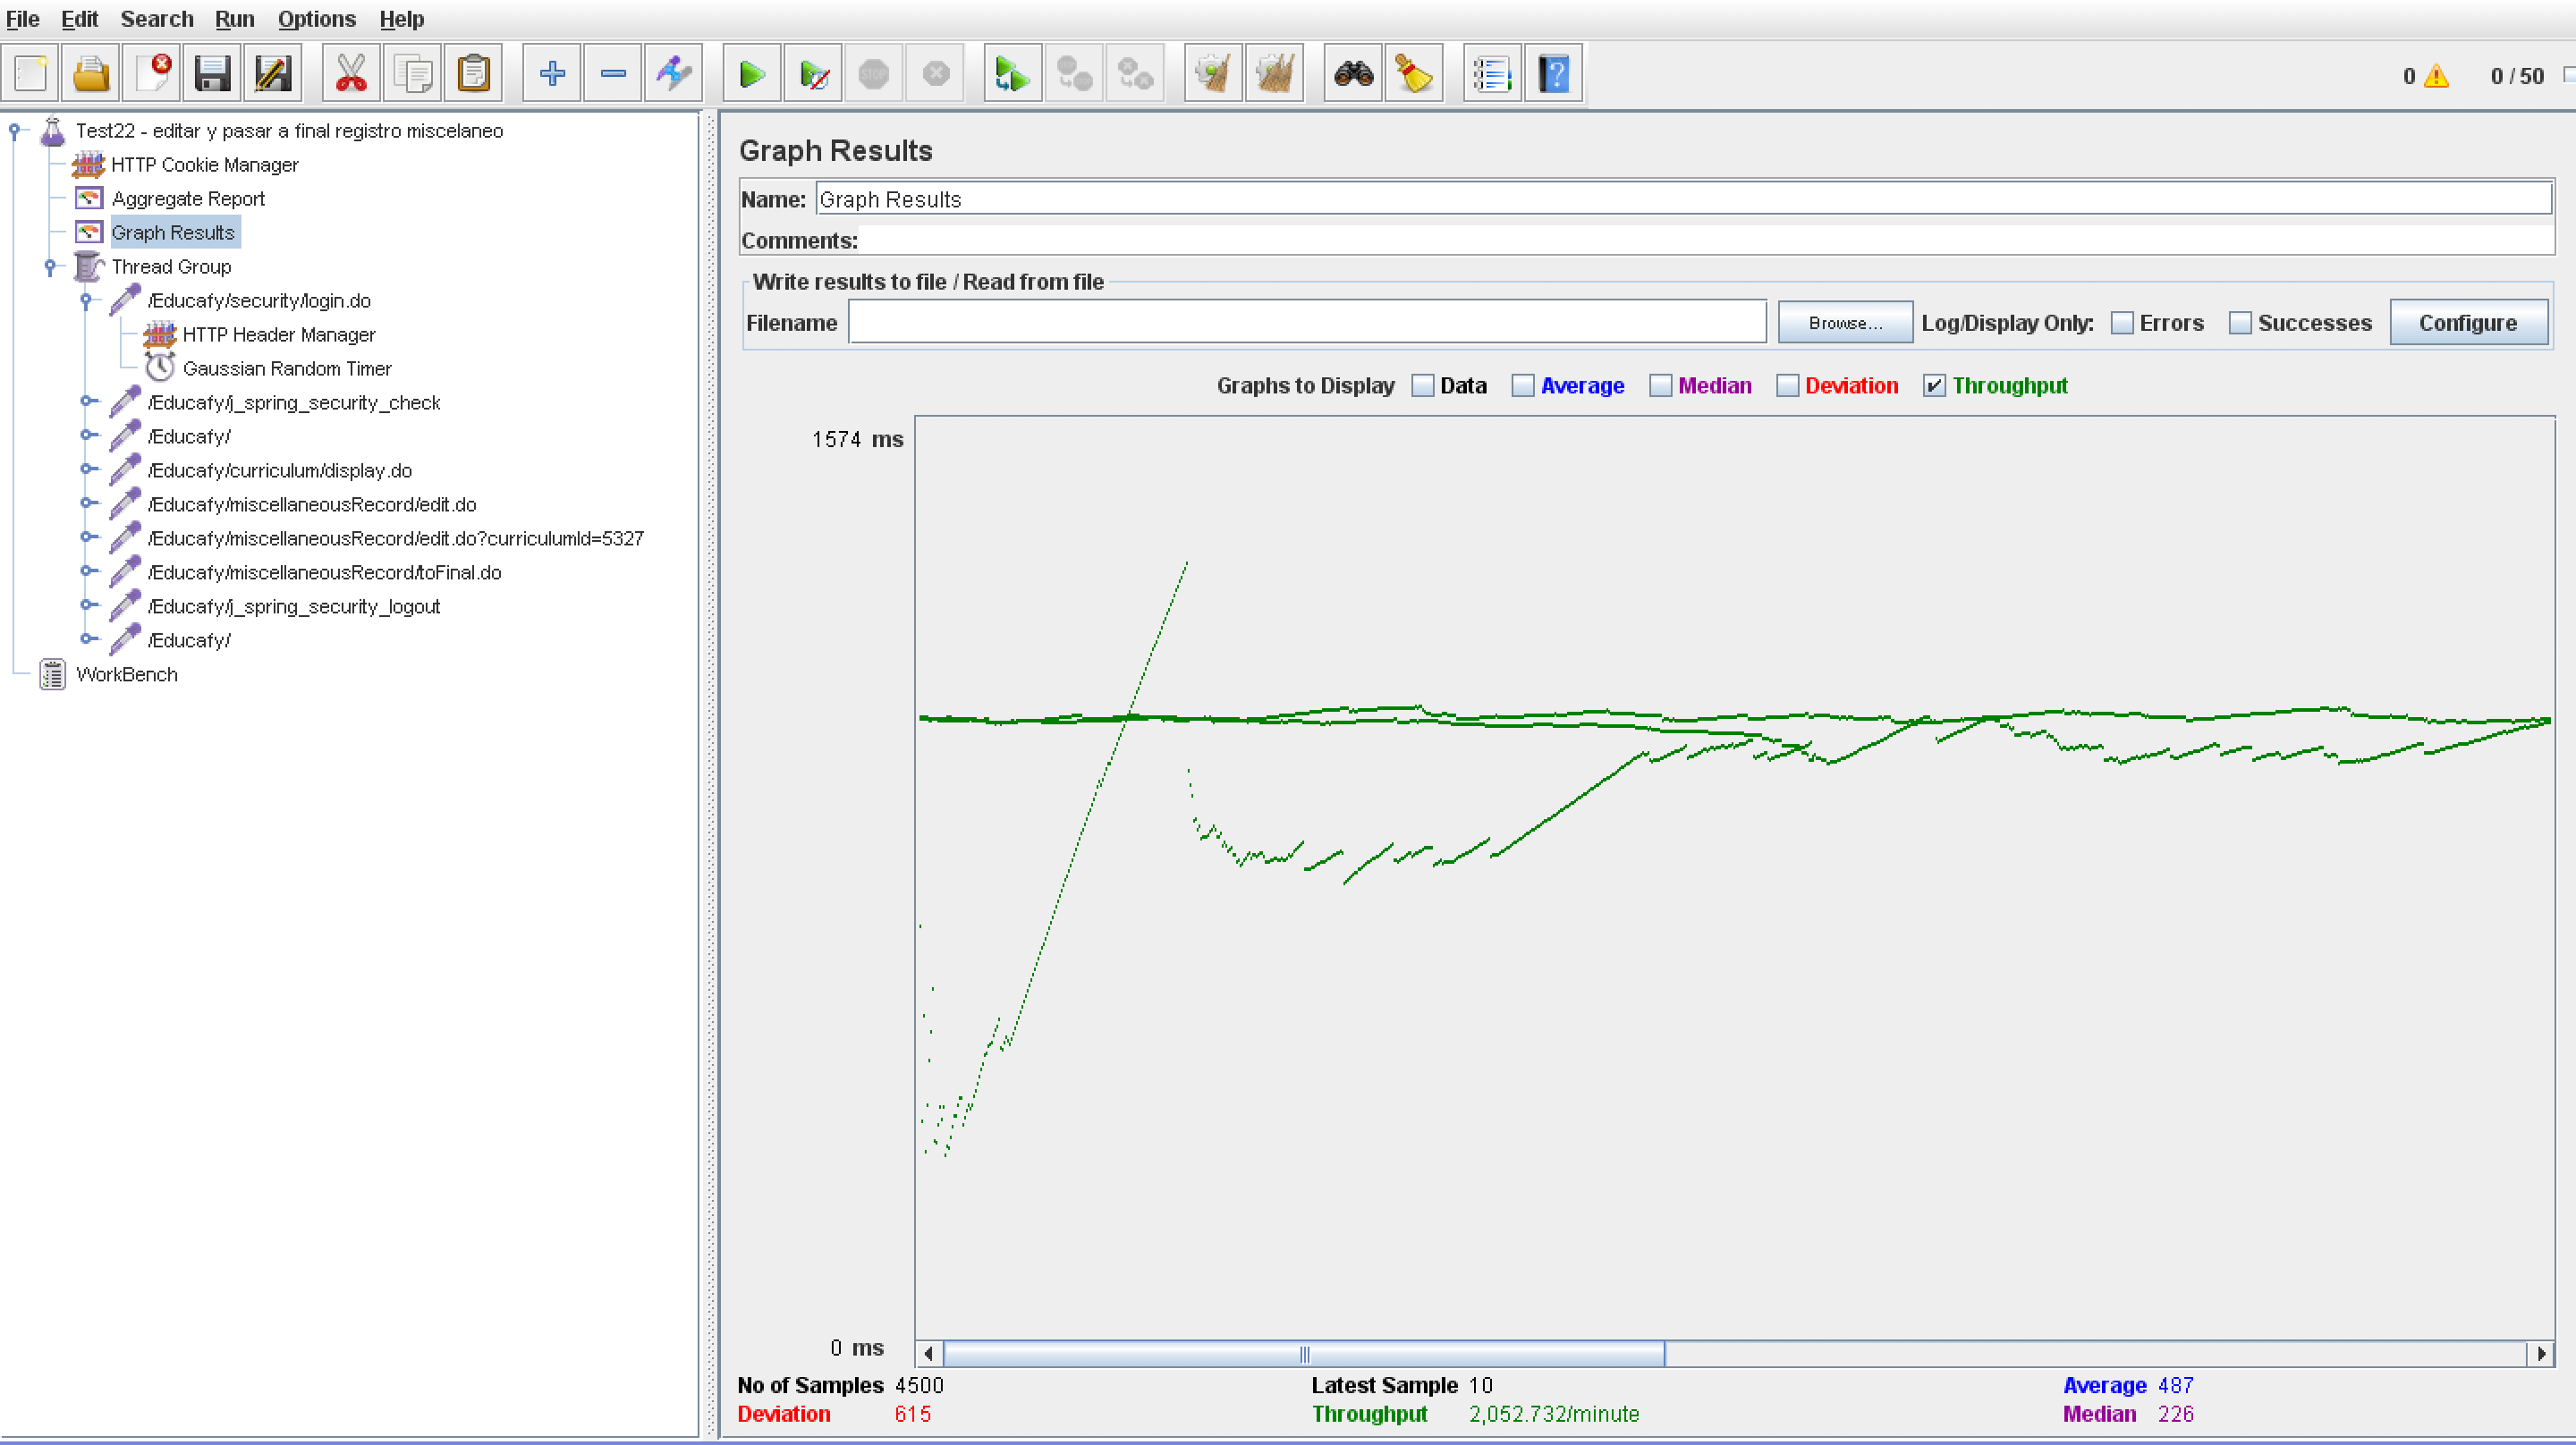 File Edit Search Run Options Help
STOP
0 0 / 50
Test22 - editar y pasar a final registro miscelaneo
HTTP Cookie Manager
Aggregate Report
Graph Results
Thread Group
/Educafy/security/login.do
HTTP Header Manager
Gaussian Random Timer
/Educafy/j_spring_security_check
/Educafy/
/Educafy/curriculum/display.do
/Educafy/miscellaneousRecord/edit.do
/Educafy/miscellaneousRecord/edit.do?curriculumId=5327
/Educafy/miscellaneousRecord/toFinal.do
/Educafy/j_spring_security_logout
/Educafy/
WorkBench
Graph Results
Name: Graph Results
Comments:
Write results to file / Read from file
Filename Browse... Log/Display Only: Errors Successes Configure
Graphs to Display Data Average Median Deviation Throughput
1574 ms
0 ms
No of Samples 4500 Latest Sample 10 Average 487
Deviation 615 Throughput 2,052.732/minute Median 226